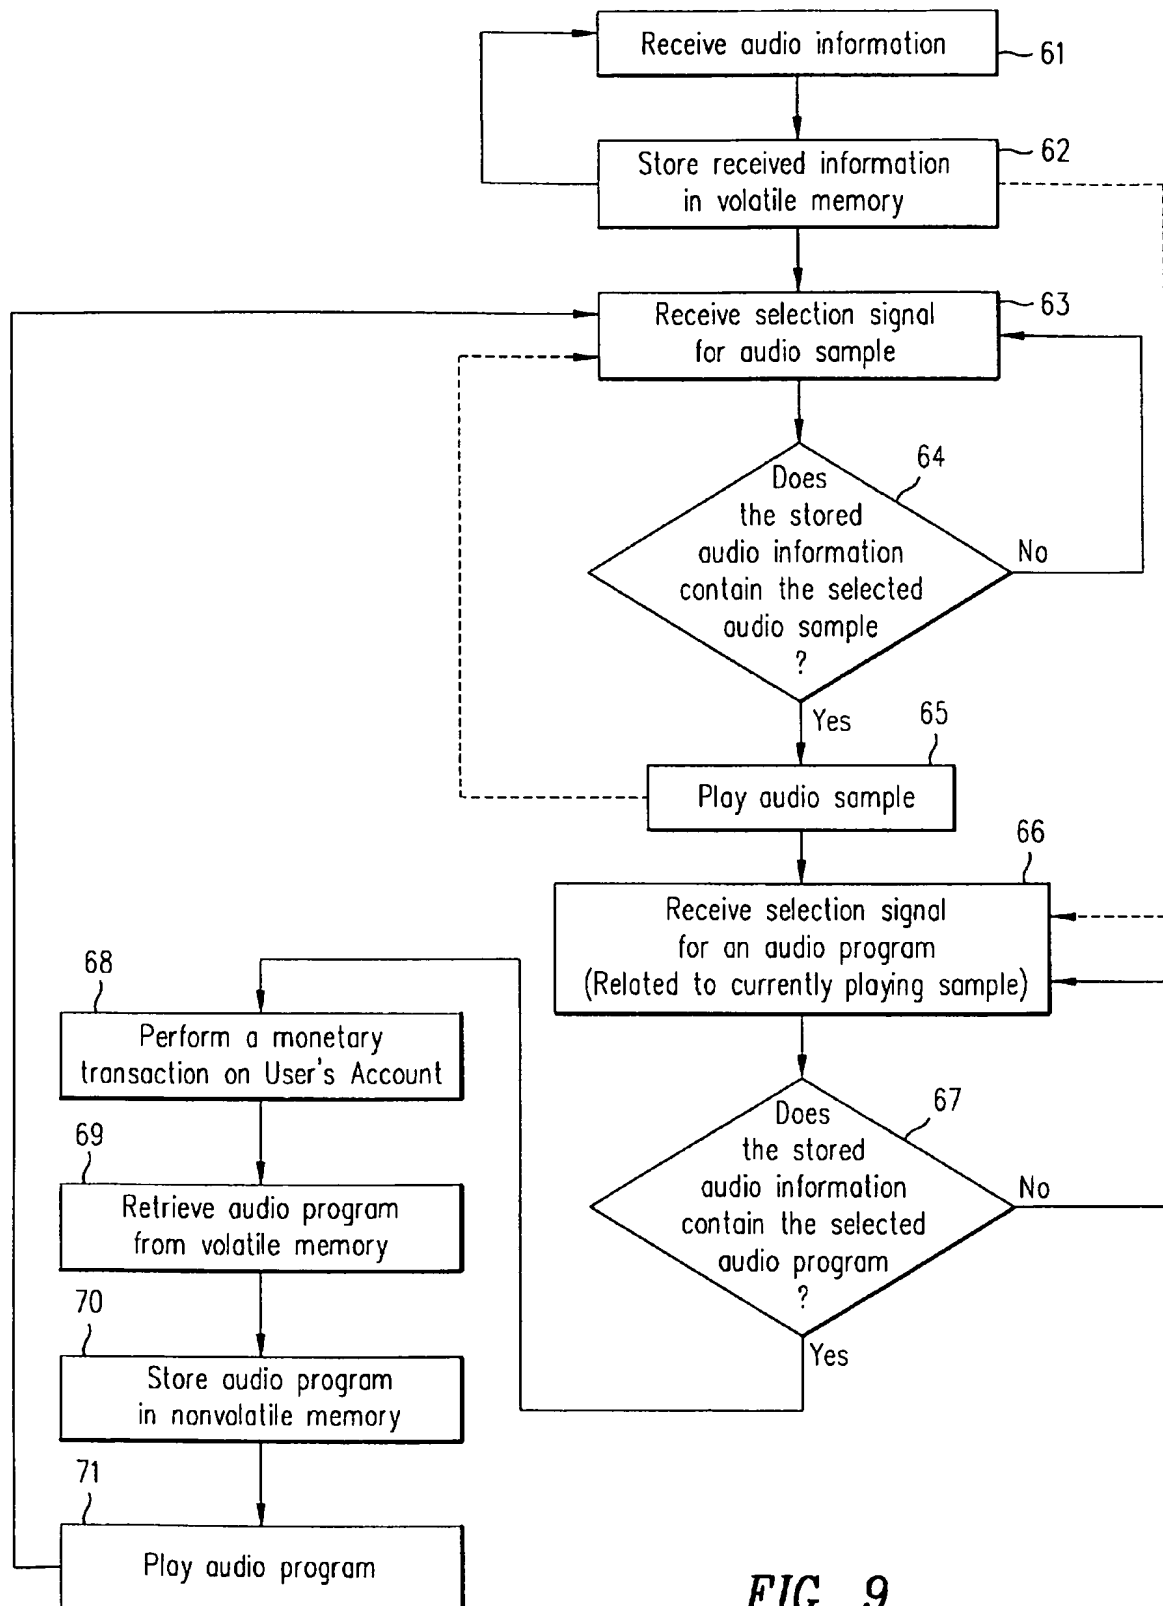 Receive audio information
61
Store received information
in volatile memory
62
Receive selection signal
for audio sample
63
64
Does
the stored
audio information
contain the selected
audio sample
?
No
Yes
65
Play audio sample
66
Receive selection signal
for an audio program
(Related to currently playing sample)
67
Does
the stored
audio information
contain the selected
audio program
?
No
Yes
68
Perform a monetary
transaction on User's Account
69
Retrieve audio program
from volatile memory
70
Store audio program
in nonvolatile memory
71
Play audio program
FIG. 9